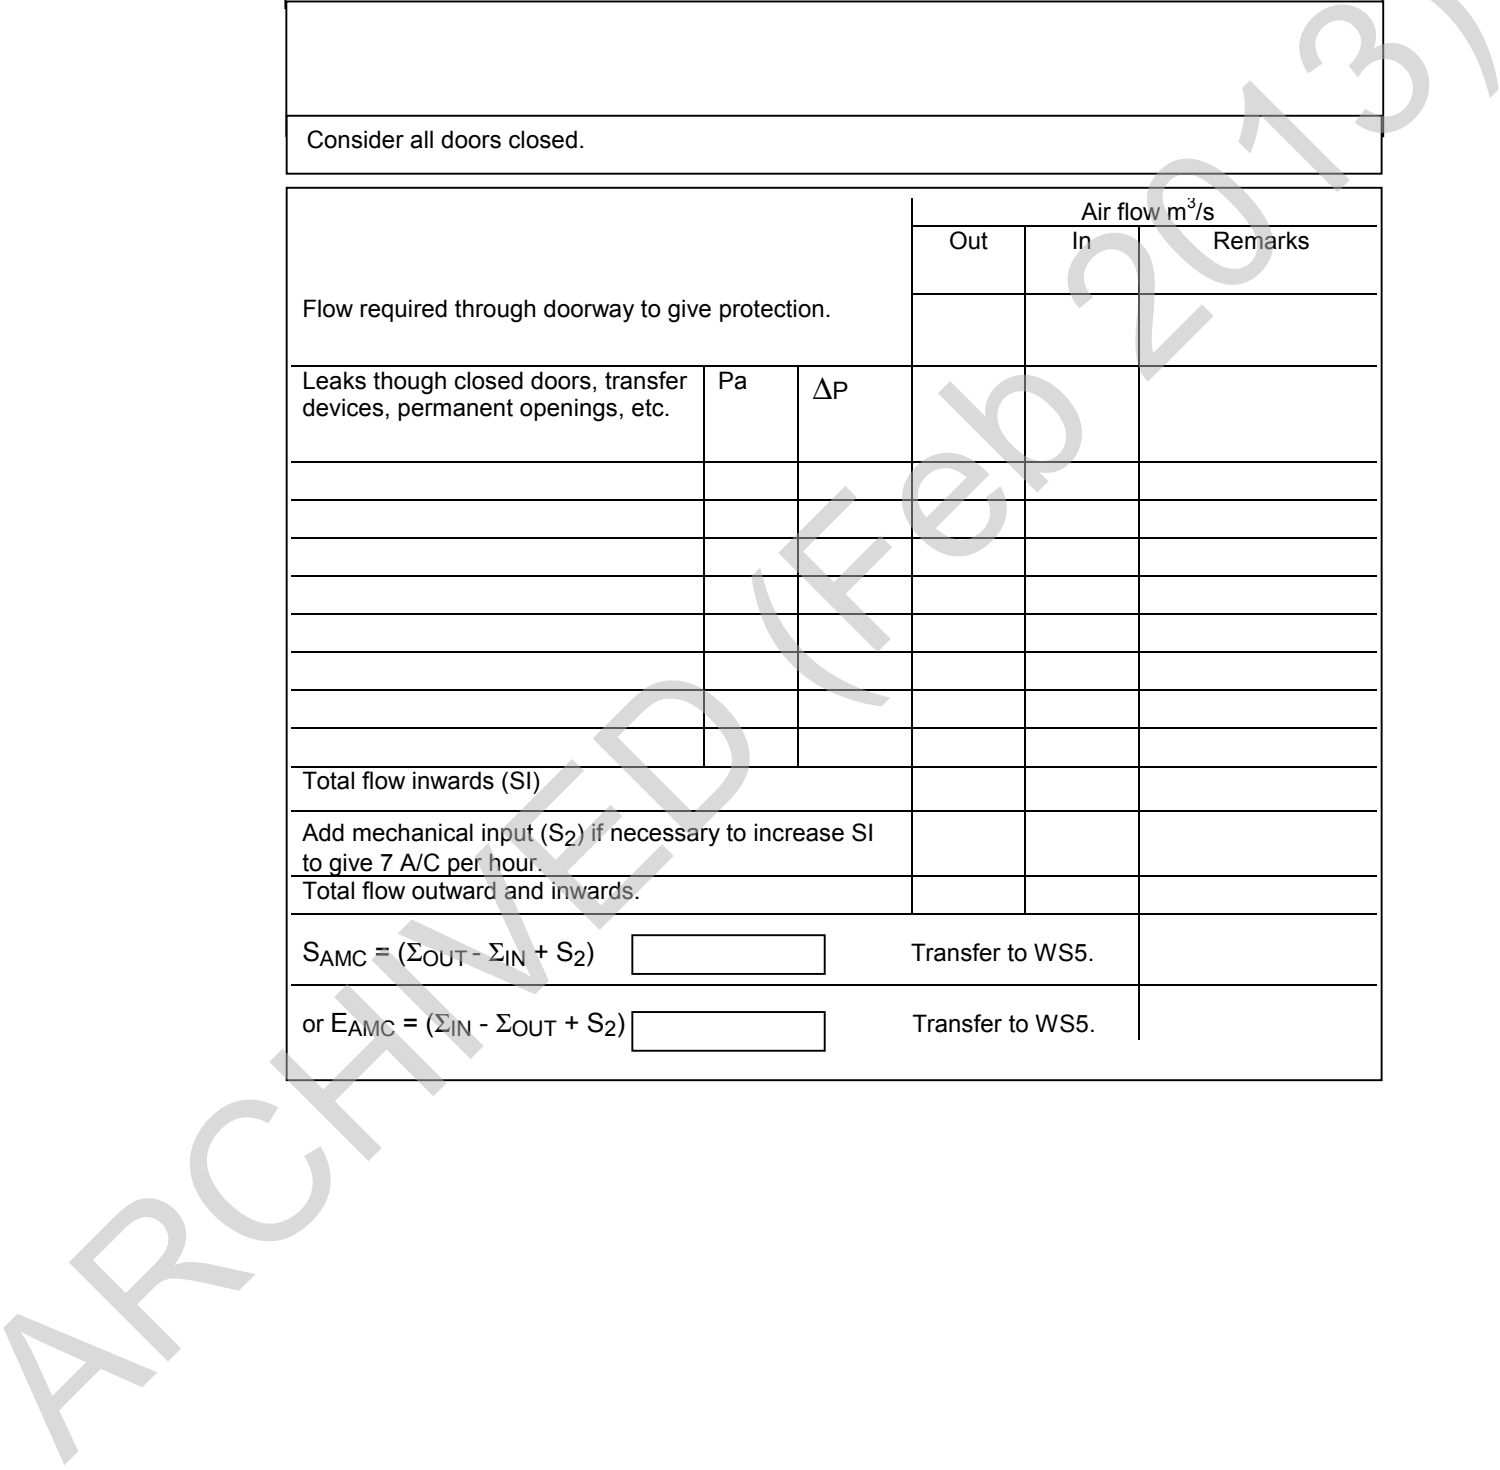 Consider all doors closed.
Air flow m³/s
Out In Remarks
Flow required through doorway to give protection.
Leaks though closed doors, transfer Pa ΔP
devices, permanent openings, etc.
Total flow inwards (SI)
Add mechanical input (S2) if necessary to increase SI
to give 7 A/C per hour.
Total flow outward and inwards.
SAMC = (ΣOUT - ΣIN + S2) Transfer to WS5.
or EAMC = (ΣIN - ΣOUT + S2) Transfer to WS5.
ARCHIVED (Feb 2013)